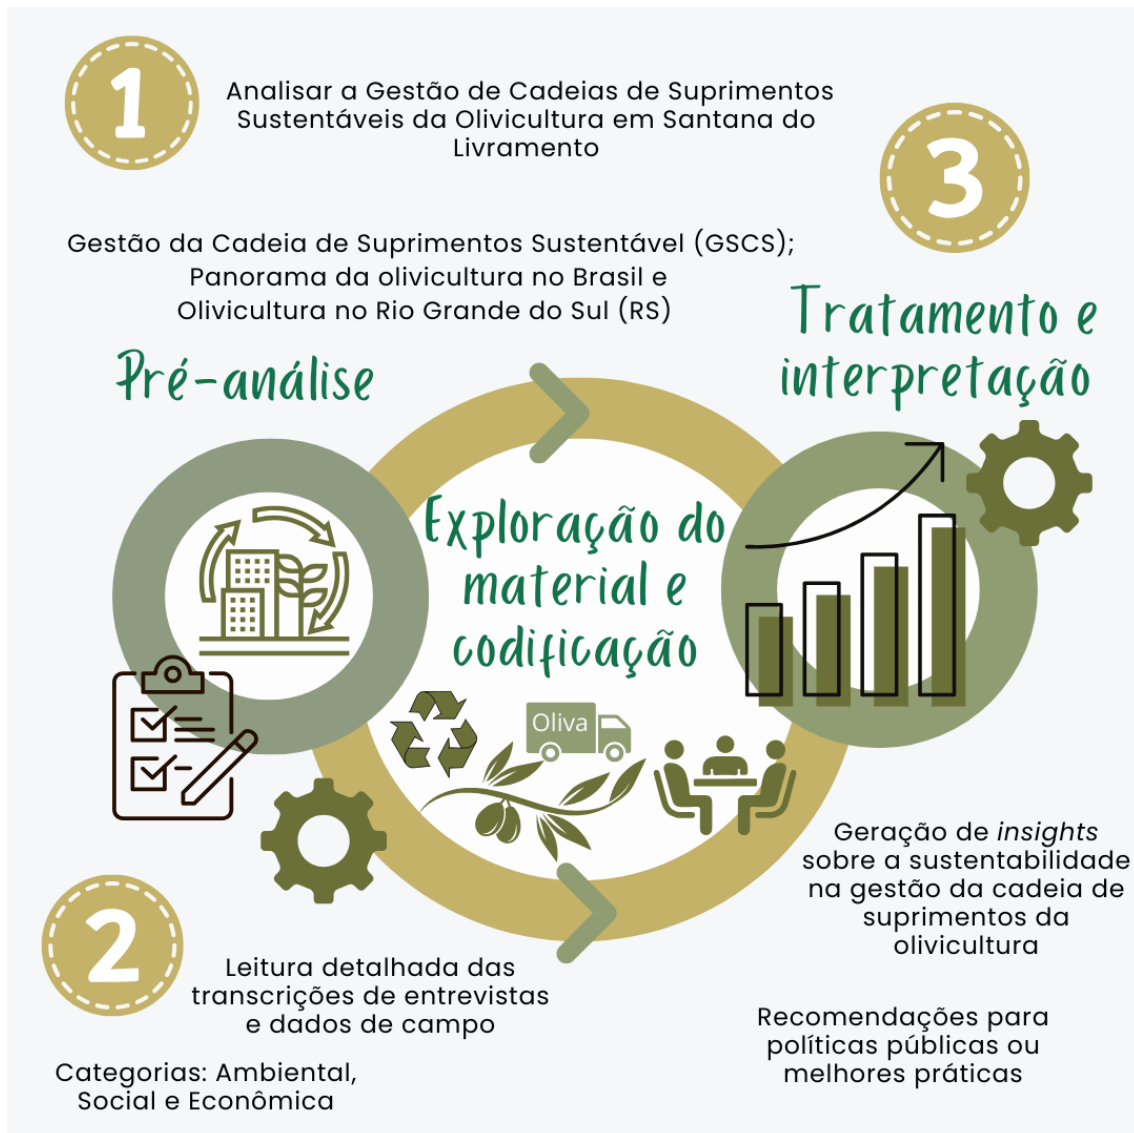 1
Analisar a Gestão de Cadeias de Suprimentos
Sustentáveis da Olivicultura em Santana do
Livramento
Gestão da Cadeia de Suprimentos Sustentável (GSCS);
Panorama da olivicultura no Brasil e
Olivicultura no Rio Grande do Sul (RS)
Pré-análise
Exploração do
material e
codificação
Oliva
2
Leitura detalhada das
transcrições de entrevistas
e dados de campo
Categorias: Ambiental,
Social e Econômica
3
Tratamento e
interpretação
Geração de insights
sobre a sustentabilidade
na gestão da cadeia de
suprimentos da
olivicultura
Recomendações para
políticas públicas ou
melhores práticas